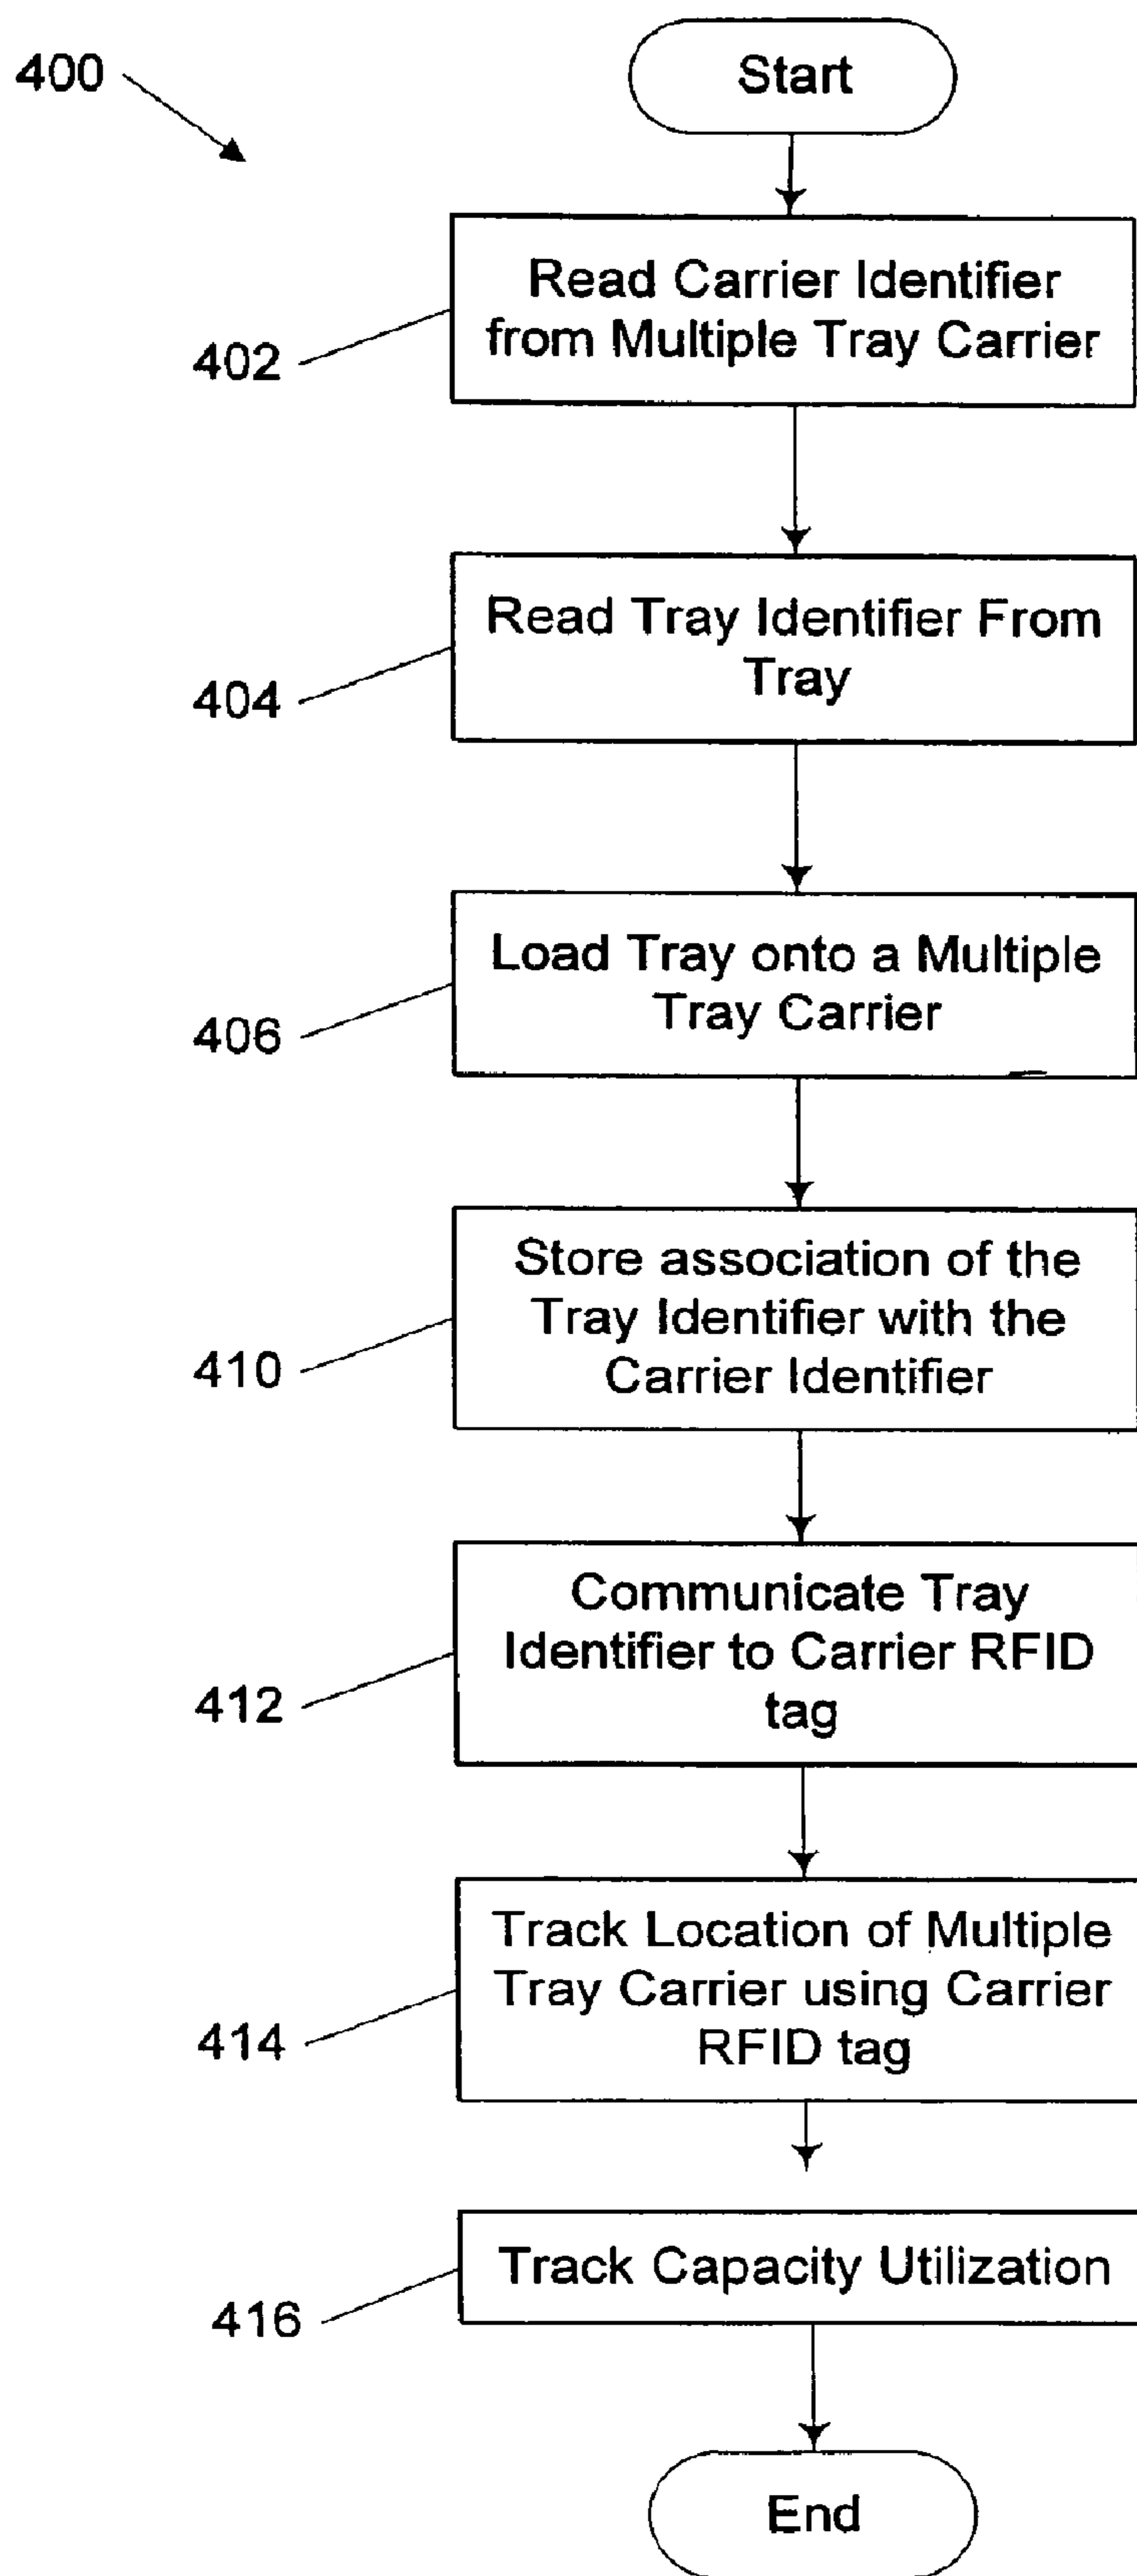 400
Start
Read Carrier Identifier
from Multiple Tray Carrier
402
Read Tray Identifier From
Tray
404
Load Tray onto a Multiple
Tray Carrier
406
Store association of the
Tray Identifier with the
Carrier Identifier
410
Communicate Tray
Identifier to Carrier RFID
tag
412
Track Location of Multiple
Tray Carrier using Carrier
RFID tag
414
Track Capacity Utilization
416
End